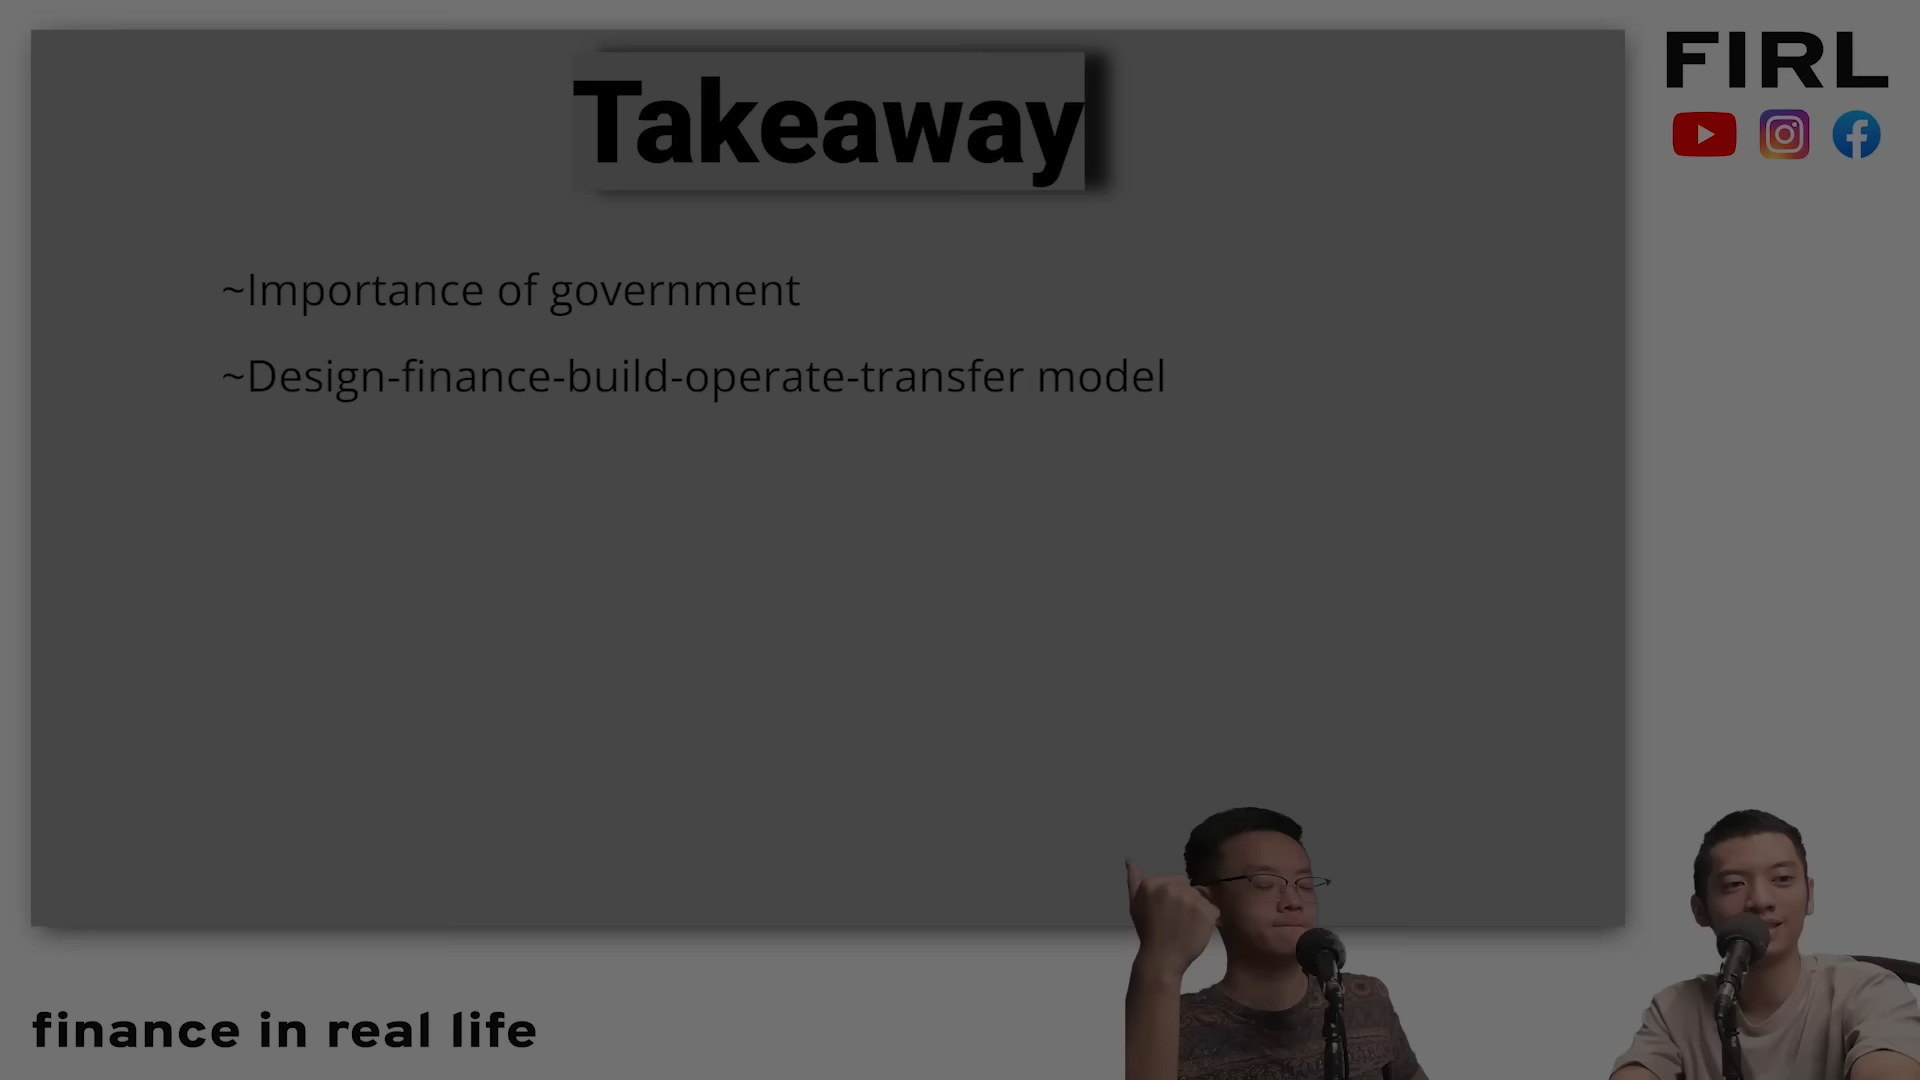 Takeaway
FIRL
~Importance of government
~Design-finance-build-operate-transfer model
finance in real life